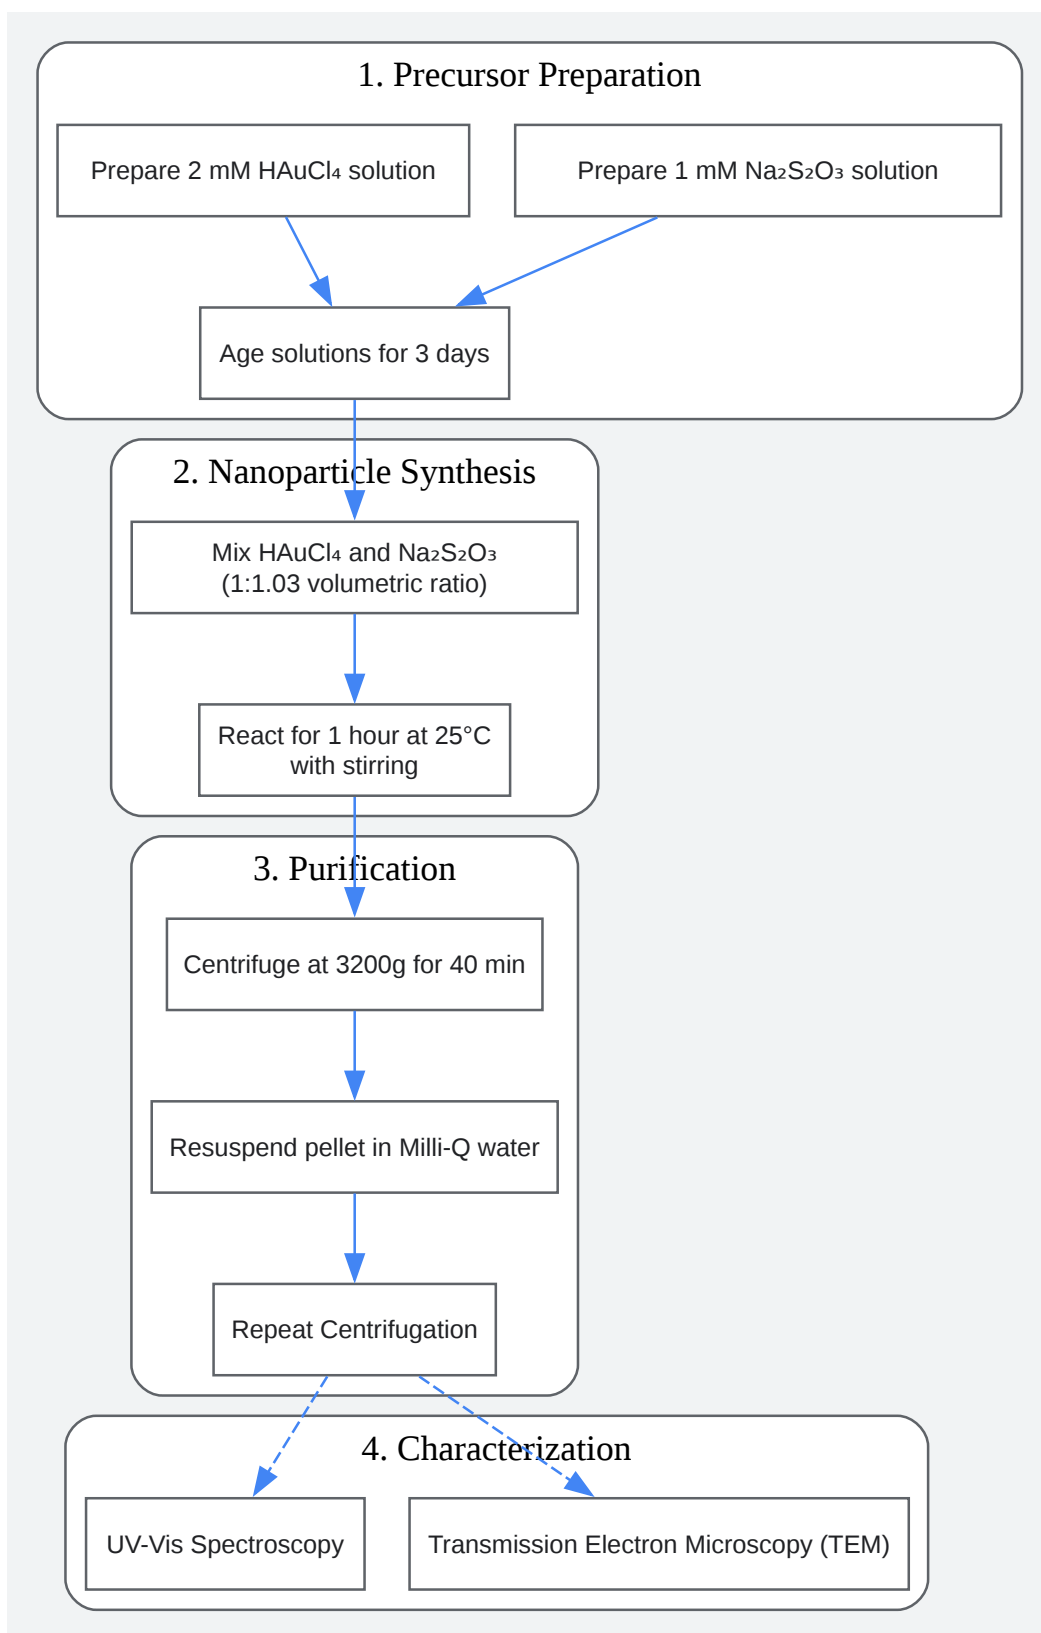 1. Precursor Preparation
Prepare 2 mM HAuCl₄ solution
Prepare 1 mM Na₂S₂O₃ solution
Age solutions for 3 days
2. Nanoparticle Synthesis
Mix HAuCl₄ and Na₂S₂O₃
(1:1.03 volumetric ratio)
React for 1 hour at 25°C
with stirring
3. Purification
Centrifuge at 3200g for 40 min
Resuspend pellet in Milli-Q water
Repeat Centrifugation
4. Characterization
UV-Vis Spectroscopy
Transmission Electron Microscopy (TEM)